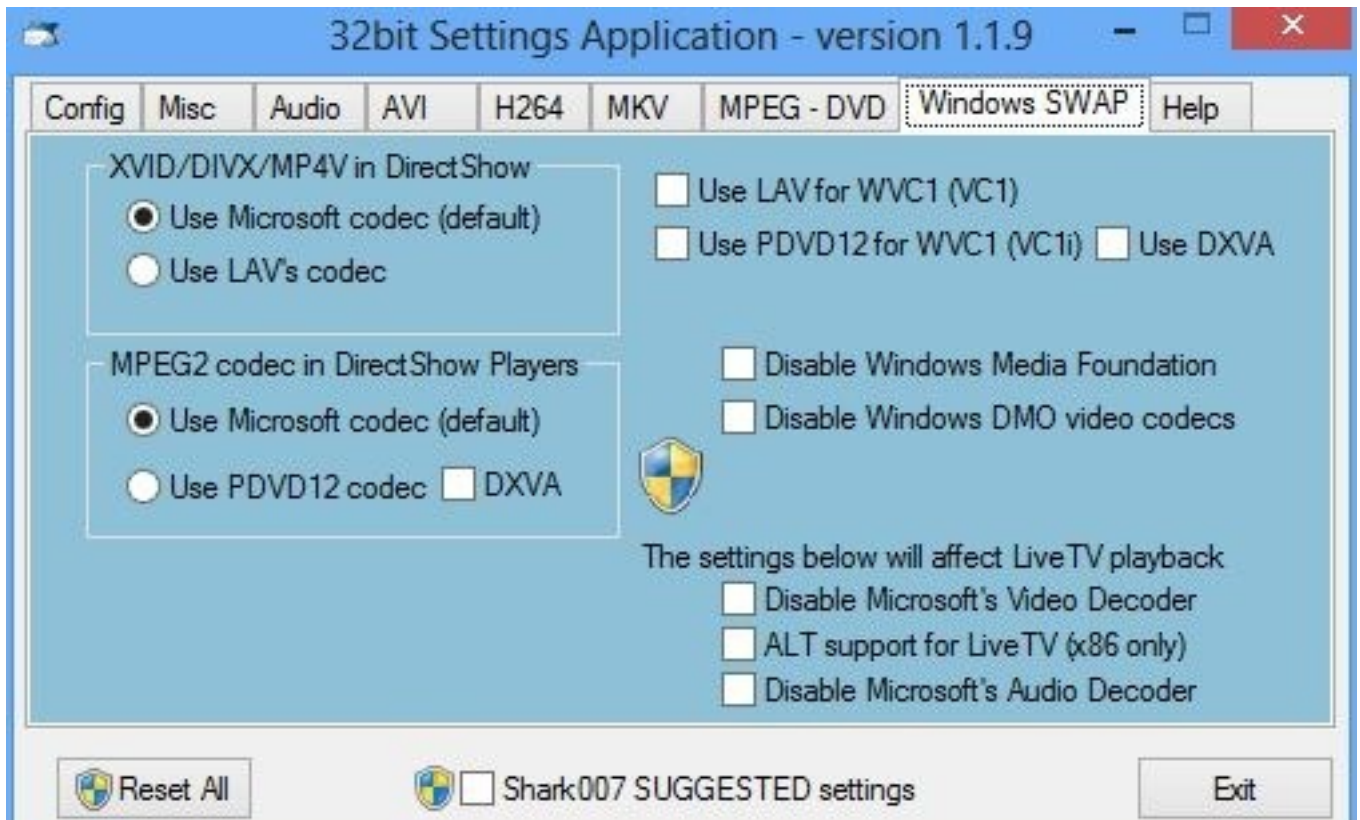 32bit Settings Application - version 1.1.9
Config Misc Audio AVI H264 MKV MPEG - DVD Windows SWAP Help
XVID/DIVX/MP4V in DirectShow
Use Microsoft codec (default)
Use LAV's codec
MPEG2 codec in DirectShow Players
Use Microsoft codec (default)
Use PDVD12 codec DXVA
Use LAV for WVC1 (VC1)
Use PDVD12 for WVC1 (VC1i) Use DXVA
Disable Windows Media Foundation
Disable Windows DMO video codecs
The settings below will affect LiveTV playback
Disable Microsoft's Video Decoder
ALT support for LiveTV (x86 only)
Disable Microsoft's Audio Decoder
Reset All
Shark007 SUGGESTED settings
Exit